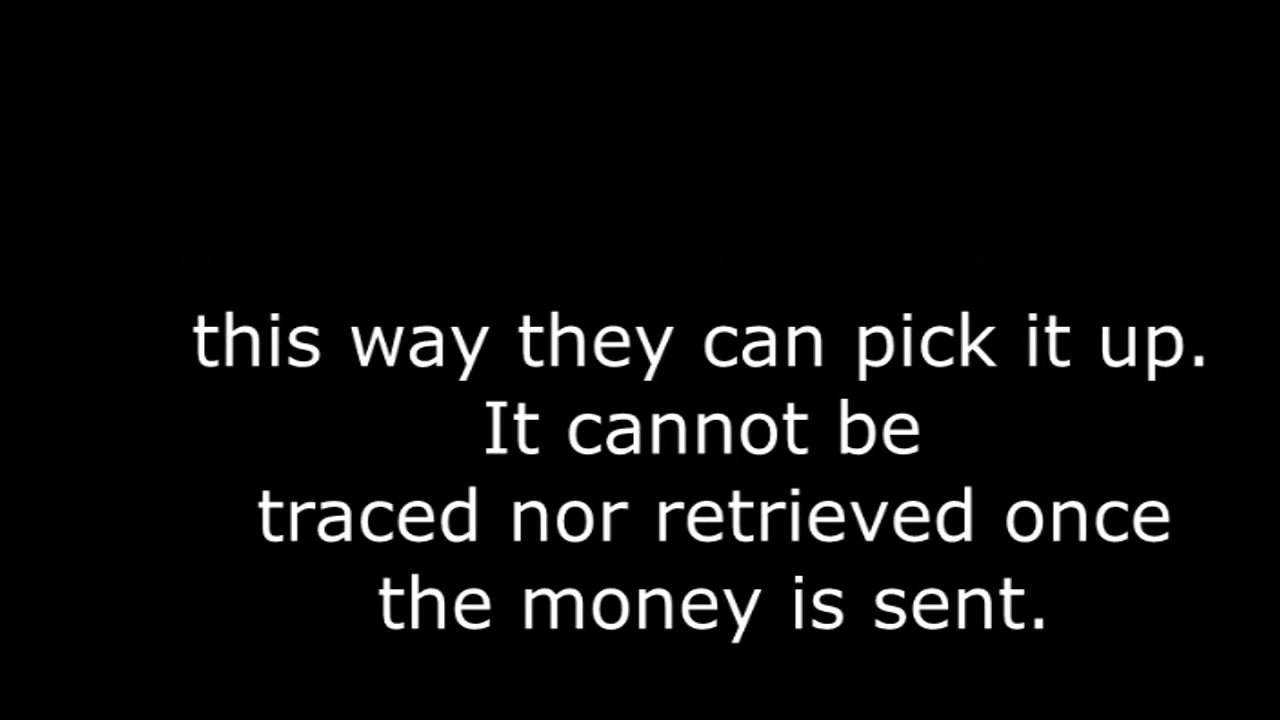 this way they can pick it up.
It cannot be
traced nor retrieved once
the money is sent.